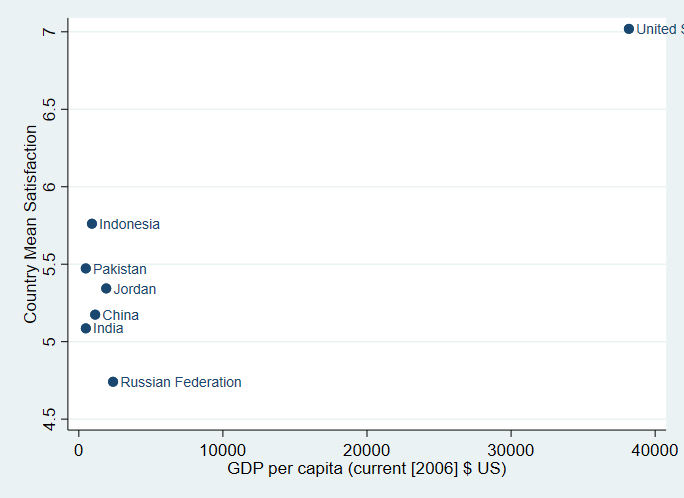 Country Mean Satisfaction
7
6.5
6
5.5
5
4.5
United S
Indonesia
Pakistan
Jordan
China
India
Russian Federation
0 10000 20000 30000 40000
GDP per capita (current [2006] $ US)